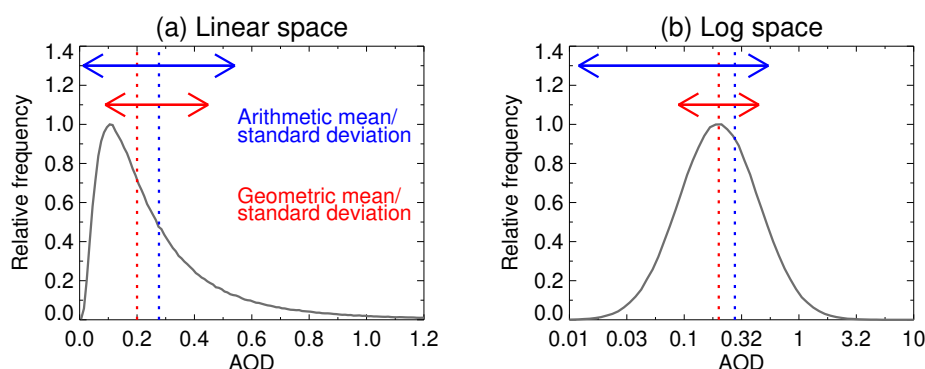 (a) Linear space
1.4
1.2
1.0
0.8
0.6
0.4
0.2
0.0
Relative frequency
Arithmetic mean/
standard deviation
Geometric mean/
standard deviation
0.0 0.2 0.4 0.6 0.8 1.0 1.2
AOD
(b) Log space
1.4
1.2
1.0
0.8
0.6
0.4
0.2
0.0
Relative frequency
0.01 0.03 0.1 0.32 1 3.2 10
AOD